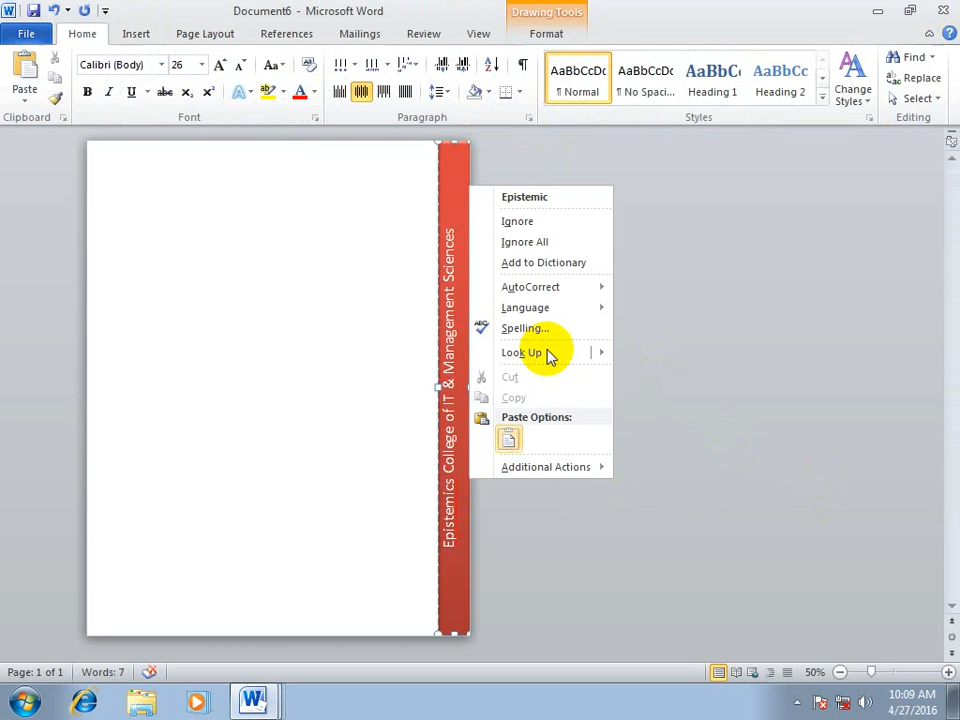 Document6 - Microsoft Word
Drawing Tools
File Home Insert Page Layout References Mailings Review View Format
Paste
Calibri (Body) 26
AaBbCcDc AaBbCcDc AaBbCc AaBbCc
¶ Normal ¶ No Spaci... Heading 1 Heading 2
Change Styles
Find
Replace
Select
Clipboard Font Paragraph Styles Editing
Epistemics College of IT & Management Sciences
Epistemic
Ignore
Ignore All
Add to Dictionary
AutoCorrect
Language
Spelling...
Look Up
Cut
Copy
Paste Options:
Additional Actions
Page: 1 of 1 Words: 7 50%
10:09 AM
4/27/2016